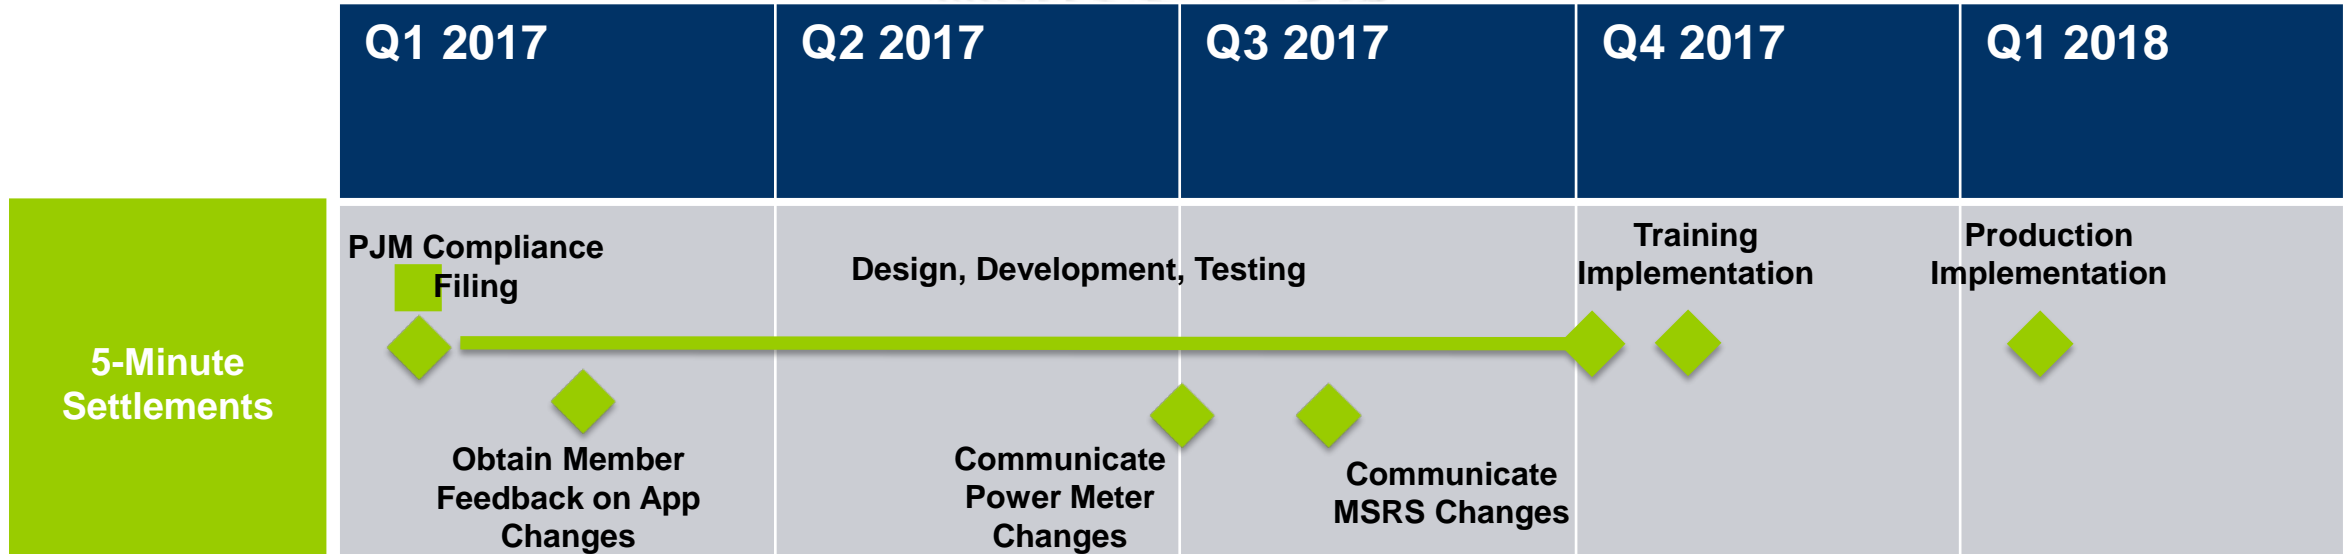 Q1 2017
Q2 2017
Q3 2017
Q4 2017
Q1 2018
5-Minute
Settlements
PJM Compliance
Filing
Design, Development, Testing
Training
Implementation
Production
Implementation
Obtain Member
Feedback on App
Changes
Communicate
Power Meter
Changes
Communicate
MSRS Changes